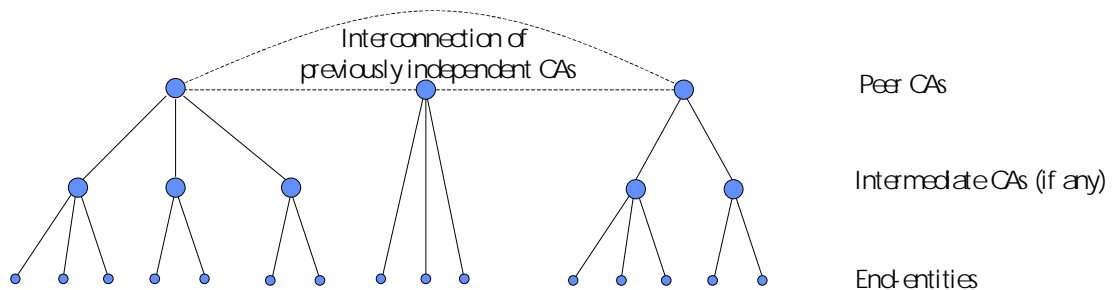 Interconnection of
previously independent CAs
Peer CAs
Intermediate CAs (if any)
End-entities